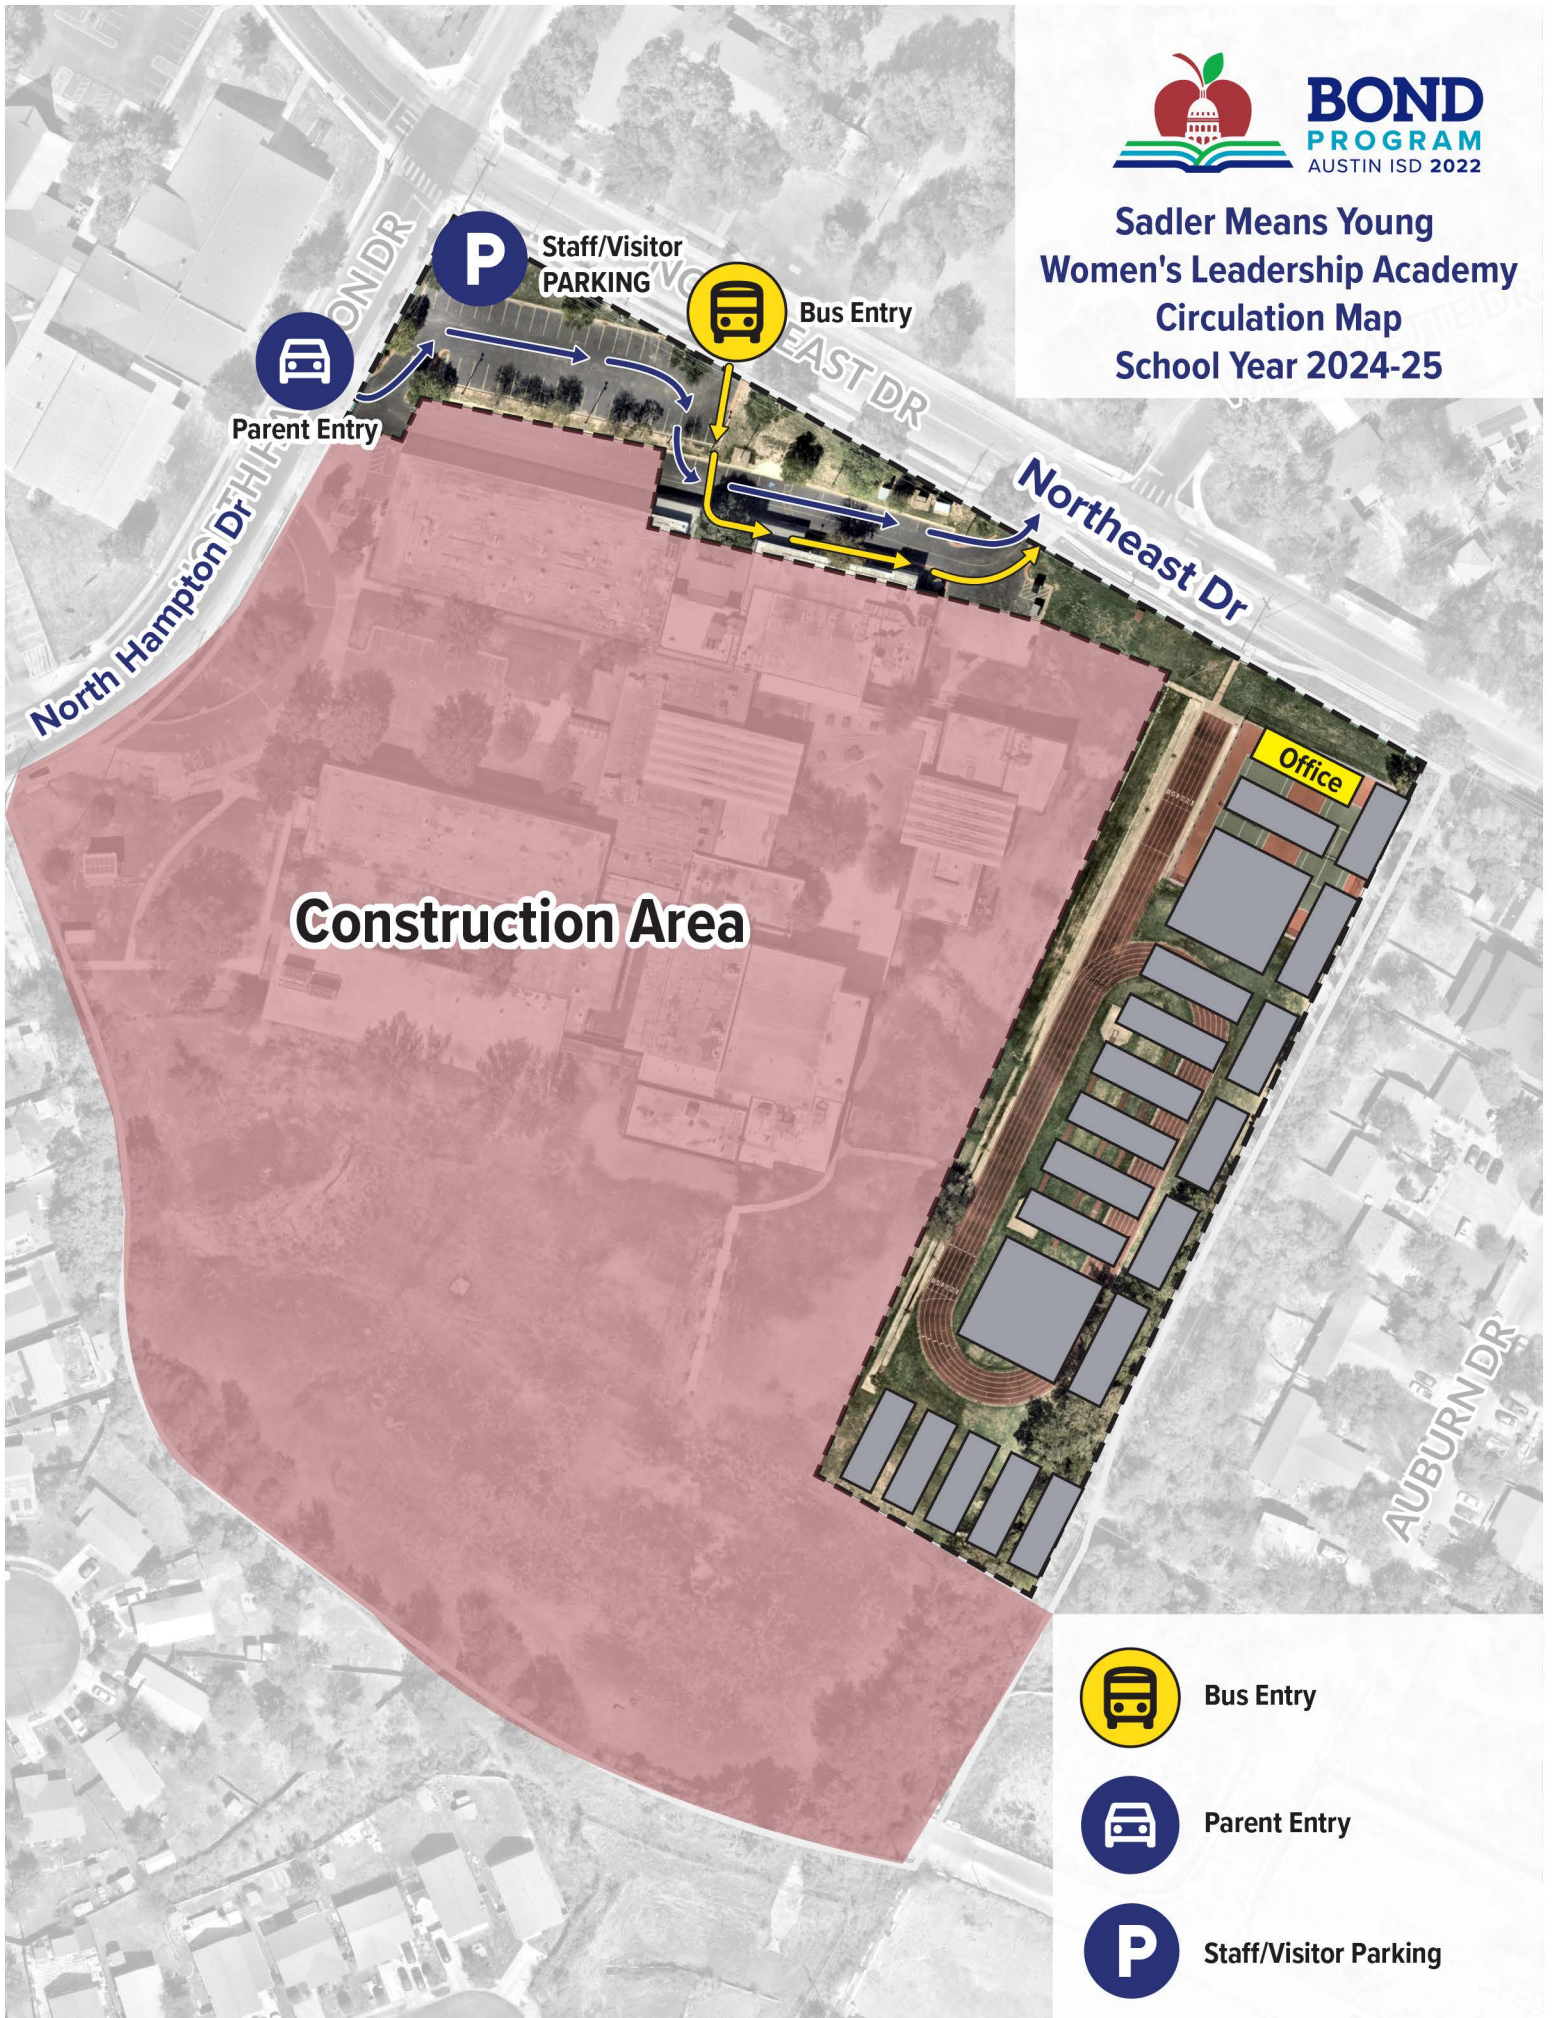 BOND
PROGRAM
AUSTIN ISD 2022
Sadler Means Young
Women's Leadership Academy
Circulation Map
School Year 2024-25
Staff/Visitor
PARKING
P
Bus Entry
Parent Entry
EAST DR
Northeast Dr
North Hampton Dr
Office
Construction Area
AUBURN DR
Bus Entry
Parent Entry
P
Staff/Visitor Parking